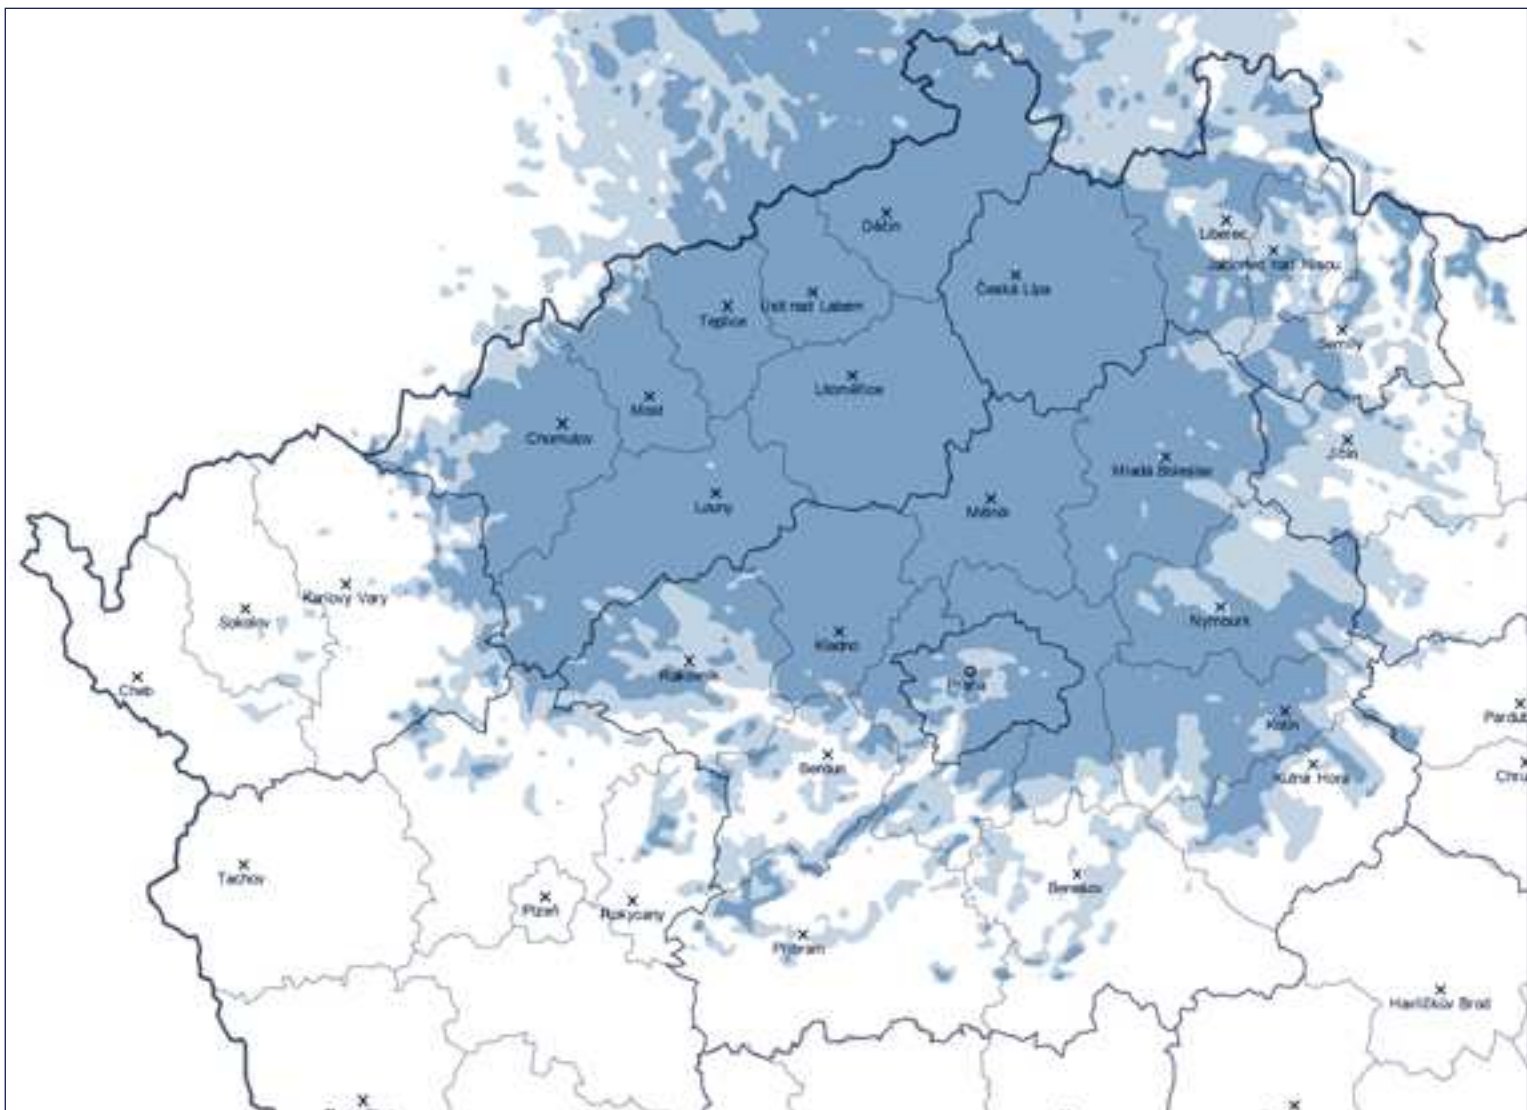 Děčín
Liberec
Jablonec nad Nisou
Česká Lípa
Ústí nad Labem
Teplice
Semily
Litoměřice
Most
Chomutov
Jičín
Mladá Boleslav
Louny
Mělník
Karlovy Vary
Sokolov
Nymburk
Kladno
Rakovník
Praha
Cheb
Kolín
Pardub
Beroun
Kutná Hora
Chru
Tachov
Benešov
Plzeň
Rokycany
Příbram
Havlíčkův Brod